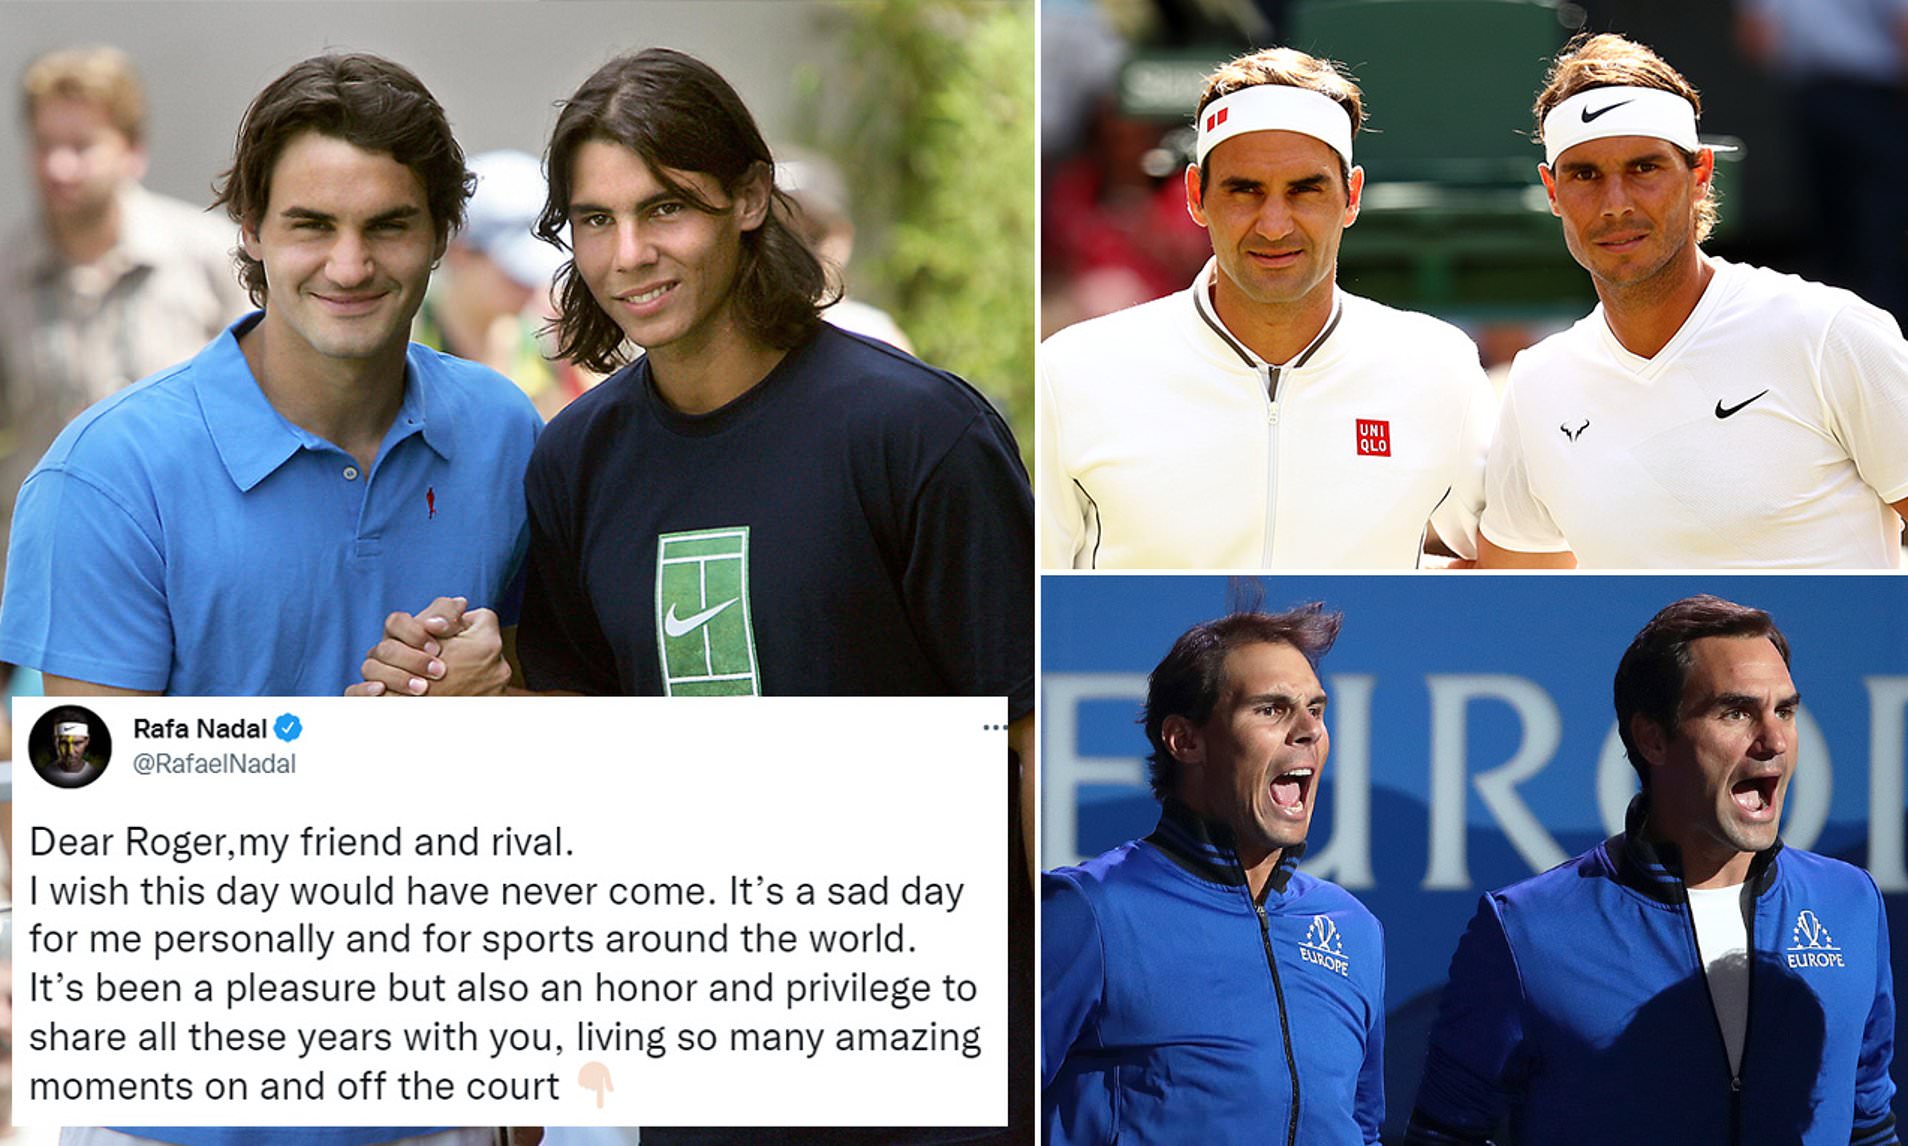 UNI
QLO
EUROP
EUROPE
EUROPE
Rafa Nadal
@RafaelNadal
Dear Roger,my friend and rival.
I wish this day would have never come. It’s a sad day
for me personally and for sports around the world.
It’s been a pleasure but also an honor and privilege to
share all these years with you, living so many amazing
moments on and off the court 👇🏻